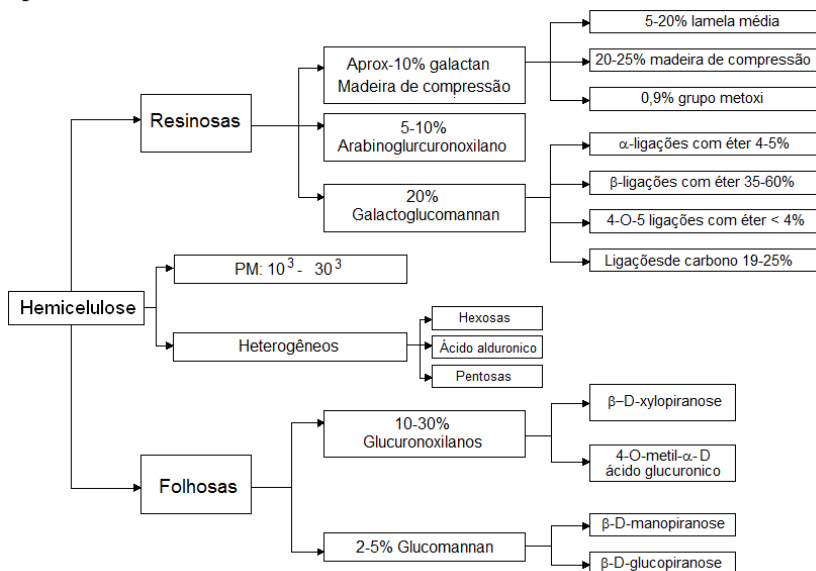 5-20% lamela média
Aprox-10% galactan
Madeira de compressão
20-25% madeira de compressão
0,9% grupo metoxi
Resinosas
5-10%
Arabinoglurcuronoxilano
α-ligações com éter 4-5%
20%
Galactoglucomannan
β-ligações com éter 35-60%
4-O-5 ligações com éter < 4%
Ligaçõesde carbono 19-25%
PM: 10³ - 30³
Hemicelulose
Heterogêneos
Hexosas
Ácido aldurónico
Pentosas
10-30%
Glucuronoxilanos
β-D-xylopiranose
4-O-metil-α-D
ácido glucuronico
Folhosas
2-5% Glucomannan
β-D-manopiranose
β-D-glucopiranose